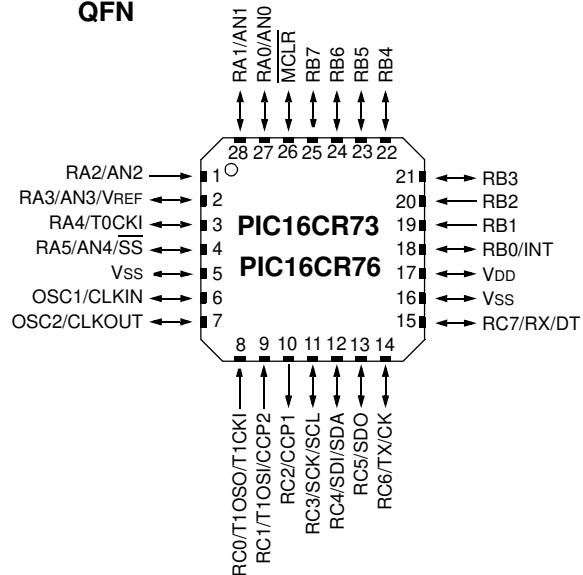 QFN
RA1/AN1
RA0/AN0
MCLR
RB7
RB6
RB5
RB4
28 27 26 25 24 23 22
RA2/AN2 1
RA3/AN3/VREF 2
RA4/T0CKI 3
RA5/AN4/SS 4
VSS 5
OSC1/CLKIN 6
OSC2/CLKOUT 7
PIC16CR73
PIC16CR76
21 RB3
20 RB2
19 RB1
18 RB0/INT
17 VDD
16 VSS
15 RC7/RX/DT
8 9 10 11 12 13 14
RC0/T1OSO/T1CKI
RC1/T1OSI/CCP2
RC2/CCP1
RC3/SCK/SCL
RC4/SDI/SDA
RC5/SDO
RC6/TX/CK